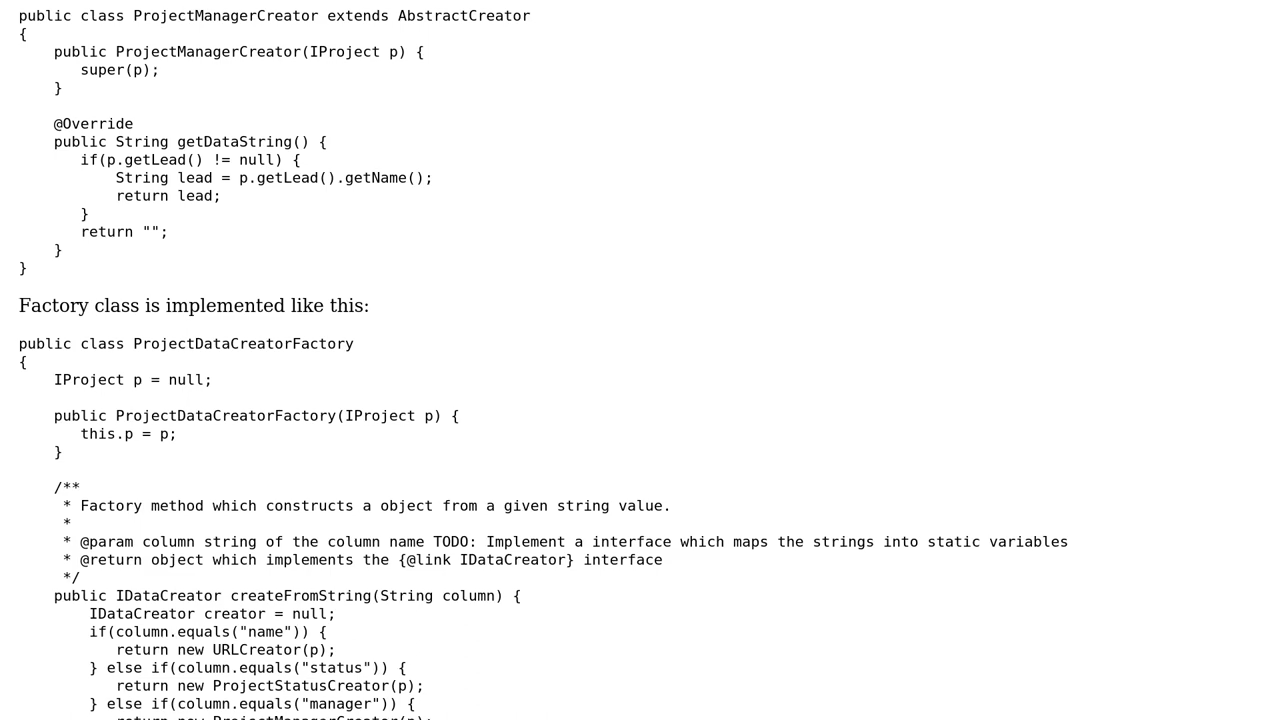 public class ProjectManagerCreator extends AbstractCreator
{
    public ProjectManagerCreator(IProject p) {
       super(p);
    }

    @Override
    public String getDataString() {
       if(p.getLead() != null) {
           String lead = p.getLead().getName();
           return lead;
       }
       return "";
    }
}
Factory class is implemented like this:
public class ProjectDataCreatorFactory
{
    IProject p = null;

    public ProjectDataCreatorFactory(IProject p) {
       this.p = p;
    }

    /**
     * Factory method which constructs a object from a given string value.
     *
     * @param column string of the column name TODO: Implement a interface which maps the strings into static variables
     * @return object which implements the {@link IDataCreator} interface
     */
    public IDataCreator createFromString(String column) {
        IDataCreator creator = null;
        if(column.equals("name")) {
           return new URLCreator(p);
        } else if(column.equals("status")) {
           return new ProjectStatusCreator(p);
        } else if(column.equals("manager")) {
           return new ProjectManagerCreator(p);